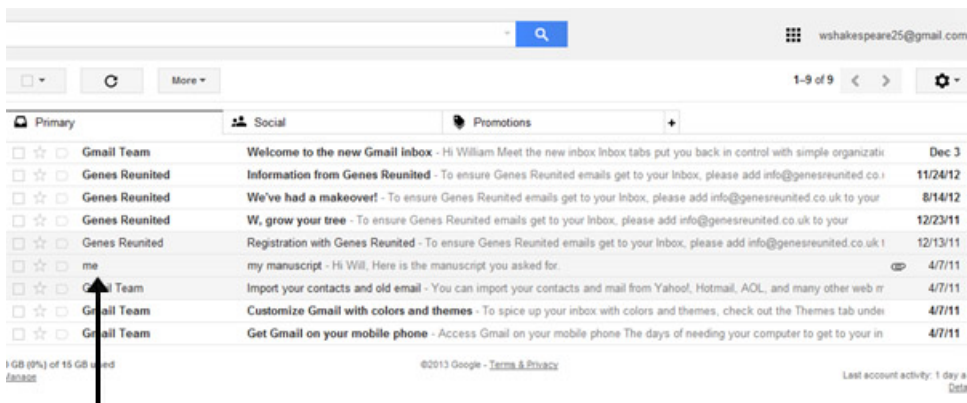 wshakespeare25@gmail.com
More
1–9 of 9
Primary Social Promotions +
Gmail Team Welcome to the new Gmail inbox - Hi William Meet the new inbox Inbox tabs put you back in control with simple organizatio Dec 3
Genes Reunited Information from Genes Reunited - To ensure Genes Reunited emails get to your Inbox, please add info@genesreunited.co. 11/24/12
Genes Reunited We've had a makeover! - To ensure Genes Reunited emails get to your Inbox, please add info@genesreunited.co.uk to your 8/14/12
Genes Reunited W, grow your tree - To ensure Genes Reunited emails get to your Inbox, please add info@genesreunited.co.uk to your 12/23/11
Genes Reunited Registration with Genes Reunited - To ensure Genes Reunited emails get to your Inbox, please add info@genesreunited.co.uk t 12/13/11
me my manuscript - Hi Will, Here is the manuscript you asked for. 4/7/11
Gmail Team Import your contacts and old email - You can import your contacts and mail from Yahoo!, Hotmail, AOL, and many other web m 4/7/11
Gmail Team Customize Gmail with colors and themes - To spice up your inbox with colors and themes, check out the Themes tab under 4/7/11
Gmail Team Get Gmail on your mobile phone - Access Gmail on your mobile phone The days of needing your computer to get to your in 4/7/11
GB (0%) of 15 GB used ©2013 Google - Terms & Privacy Last account activity: 1 day a
Manage Deta